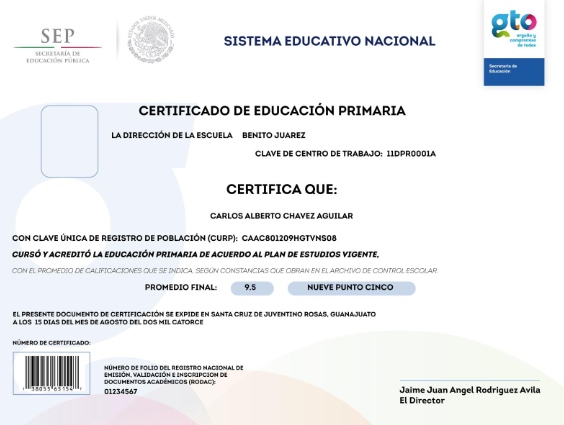 SEP
SECRETARÍA DE
EDUCACIÓN PÚBLICA
SISTEMA EDUCATIVO NACIONAL
gto
orgullo y
compromiso
de todos
Secretaría de
Educación
CERTIFICADO DE EDUCACIÓN PRIMARIA
LA DIRECCIÓN DE LA ESCUELA BENITO JUAREZ
CLAVE DE CENTRO DE TRABAJO: 11DPR0001A
CERTIFICA QUE:
CARLOS ALBERTO CHAVEZ AGUILAR
CON CLAVE ÚNICA DE REGISTRO DE POBLACIÓN (CURP): CAAC801209HGTVNS08
CURSÓ Y ACREDITÓ LA EDUCACIÓN PRIMARIA DE ACUERDO AL PLAN DE ESTUDIOS VIGENTE,
CON EL PROMEDIO DE CALIFICACIONES QUE SE INDICA. SEGÚN CONSTANCIAS QUE OBRAN EN EL ARCHIVO DE CONTROL ESCOLAR.
PROMEDIO FINAL: 9.5 NUEVE PUNTO CINCO
EL PRESENTE DOCUMENTO DE CERTIFICACIÓN SE EXPIDE EN SANTA CRUZ DE JUVENTINO ROSAS, GUANAJUATO
A LOS 15 DIAS DEL MES DE AGOSTO DEL DOS MIL CATORCE
NÚMERO DE CERTIFICADO:
NÚMERO DE FOLIO DEL REGISTRO NACIONAL DE
EMISIÓN, VALIDACIÓN E INSCRIPCION DE
DOCUMENTOS ACADÉMICOS (RODAC):
01234567
Jaime Juan Angel Rodriguez Avila
El Director